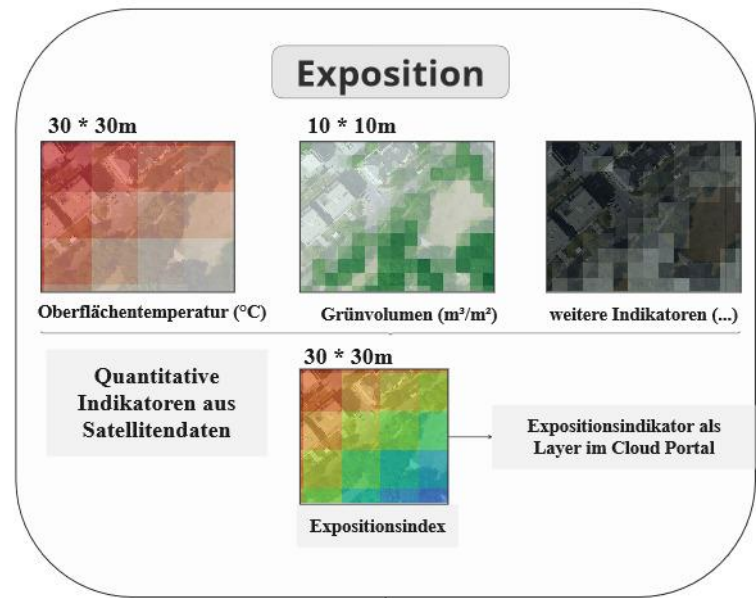 Exposition
30 * 30m
10 * 10m
Oberflächentemperatur (°C)
Grünvolumen (m³/m²)
weitere Indikatoren (...)
Quantitative
Indikatoren aus
Satellitendaten
30 * 30m
Expositionsindex
Expositionsindikator als
Layer im Cloud Portal